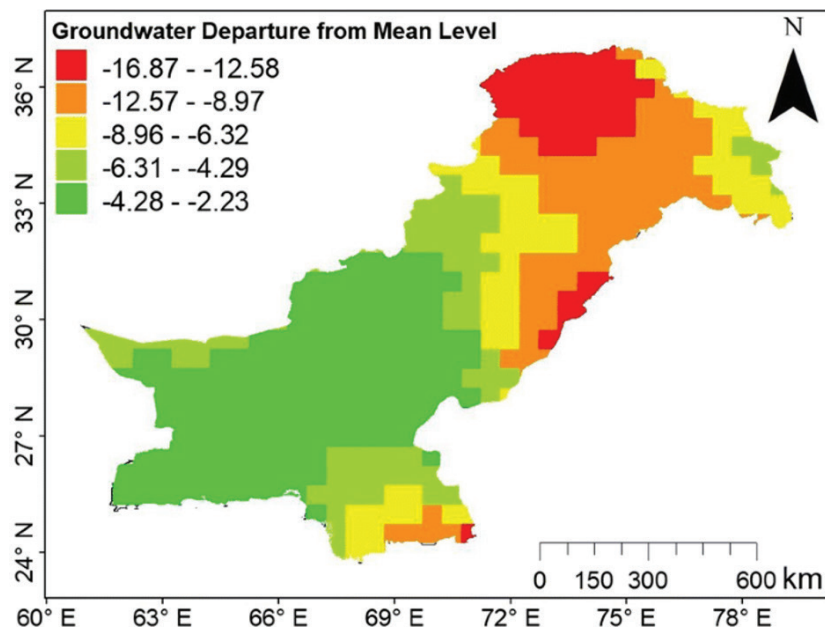 Groundwater Departure from Mean Level
-16.87 - -12.58
-12.57 - -8.97
-8.96 - -6.32
-6.31 - -4.29
-4.28 - -2.23
N
36° N
33° N
30° N
27° N
24° N
0 150 300 600 km
60° E 63° E 66° E 69° E 72° E 75° E 78° E